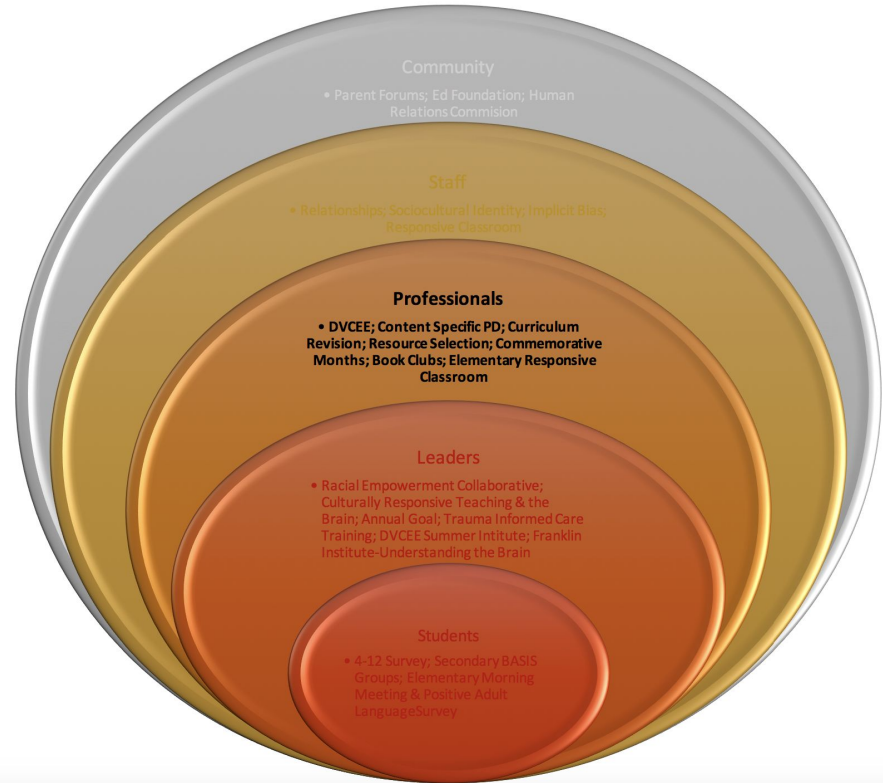 Community
• Parent Forums; Ed Foundation; Human
Relations Commision
Staff
• Relationships; Sociocultural Identity; Implicit Bias;
Responsive Classroom
Professionals
• DVCEE; Content Specific PD; Curriculum
Revision; Resource Selection; Commemorative
Months; Book Clubs; Elementary Responsive
Classroom
Leaders
• Racial Empowerment Collaborative;
Culturally Responsive Teaching & the
Brain; Annual Goal; Trauma Informed Care
Training; DVCEE Summer Intitute; Franklin
Institute-Understanding the Brain
Students
• 4-12 Survey; Secondary BASIS
Groups; Elementary Morning
Meeting & Positive Adult
LanguageSurvey